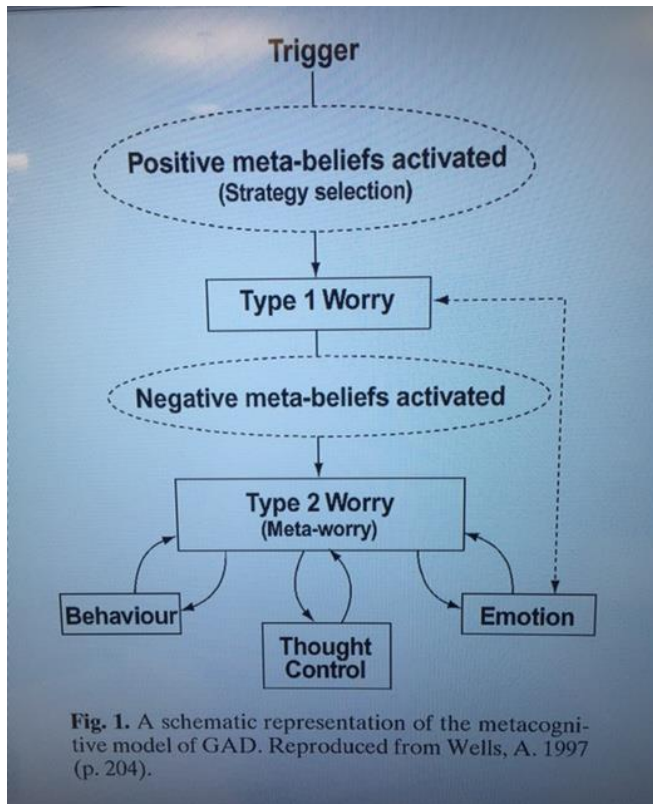 Trigger
Positive meta-beliefs activated
(Strategy selection)
Type 1 Worry
Negative meta-beliefs activated
Type 2 Worry
(Meta-worry)
Behaviour
Thought
Control
Emotion
Fig. 1. A schematic representation of the metacogni-
tive model of GAD. Reproduced from Wells, A. 1997
(p. 204).